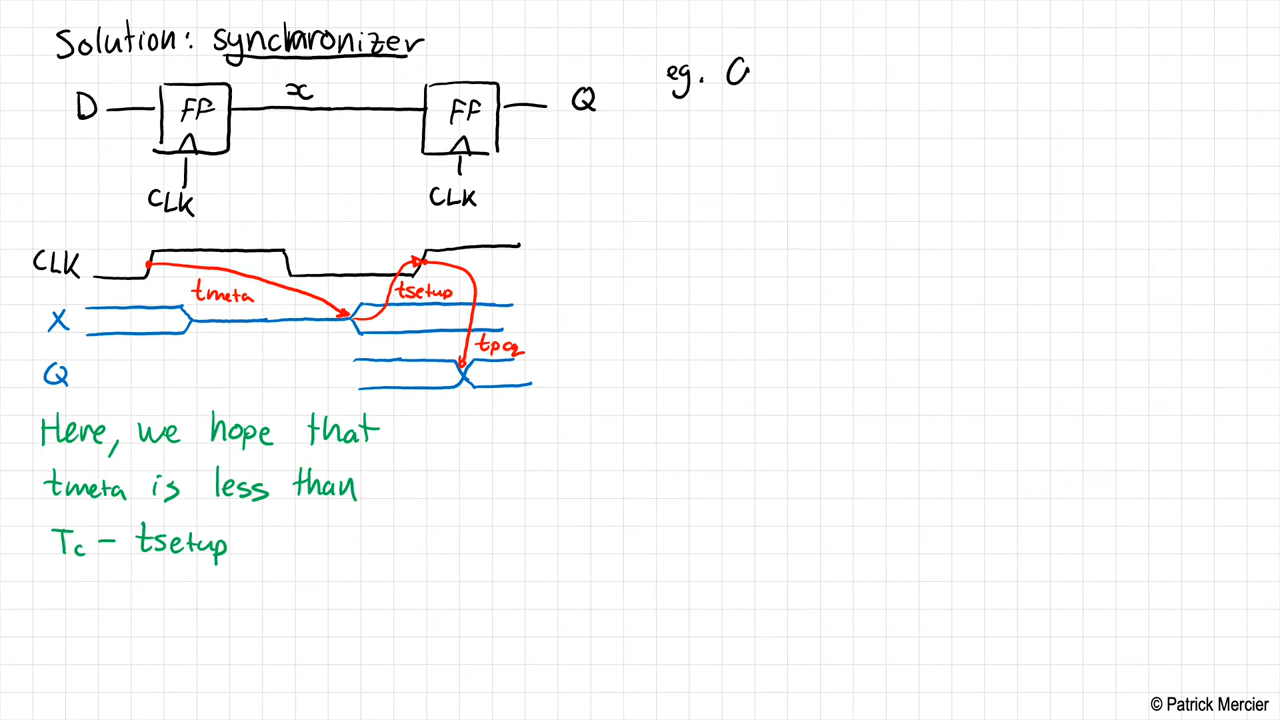 Solution: synchronizer
eg. C
D FF x FF Q
CLK CLK
CLK
tmeta tsetup
X
tpcq
Q
Here, we hope that
tmeta is less than
Tc - tsetup
© Patrick Mercier